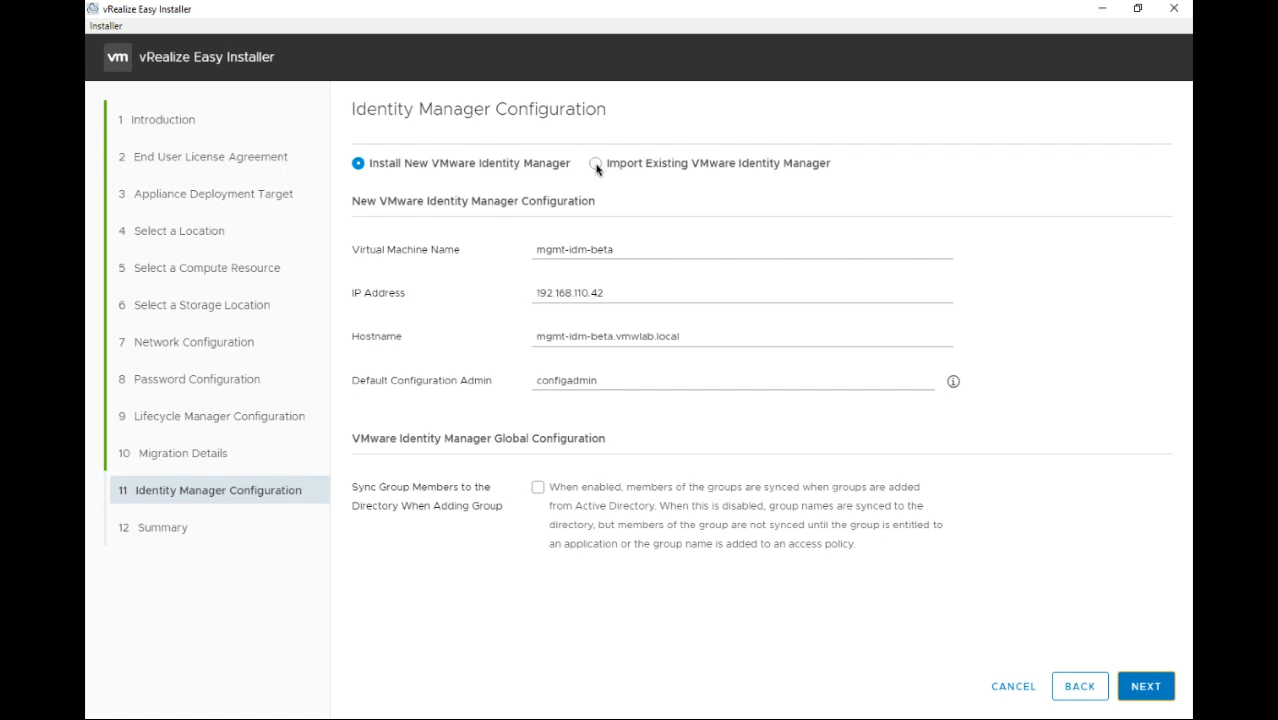 vRealize Easy Installer
Installer
vm vRealize Easy Installer
1 Introduction
2 End User License Agreement
3 Appliance Deployment Target
4 Select a Location
5 Select a Compute Resource
6 Select a Storage Location
7 Network Configuration
8 Password Configuration
9 Lifecycle Manager Configuration
10 Migration Details
11 Identity Manager Configuration
12 Summary
Identity Manager Configuration
Install New VMware Identity Manager Import Existing VMware Identity Manager
New VMware Identity Manager Configuration
Virtual Machine Name mgmt-idm-beta
IP Address 192.168.110.42
Hostname mgmt-idm-beta.vmwlab.local
Default Configuration Admin configadmin
VMware Identity Manager Global Configuration
Sync Group Members to the
Directory When Adding Group
When enabled, members of the groups are synced when groups are added
from Active Directory. When this is disabled, group names are synced to the
directory, but members of the group are not synced until the group is entitled to
an application or the group name is added to an access policy.
CANCEL BACK NEXT